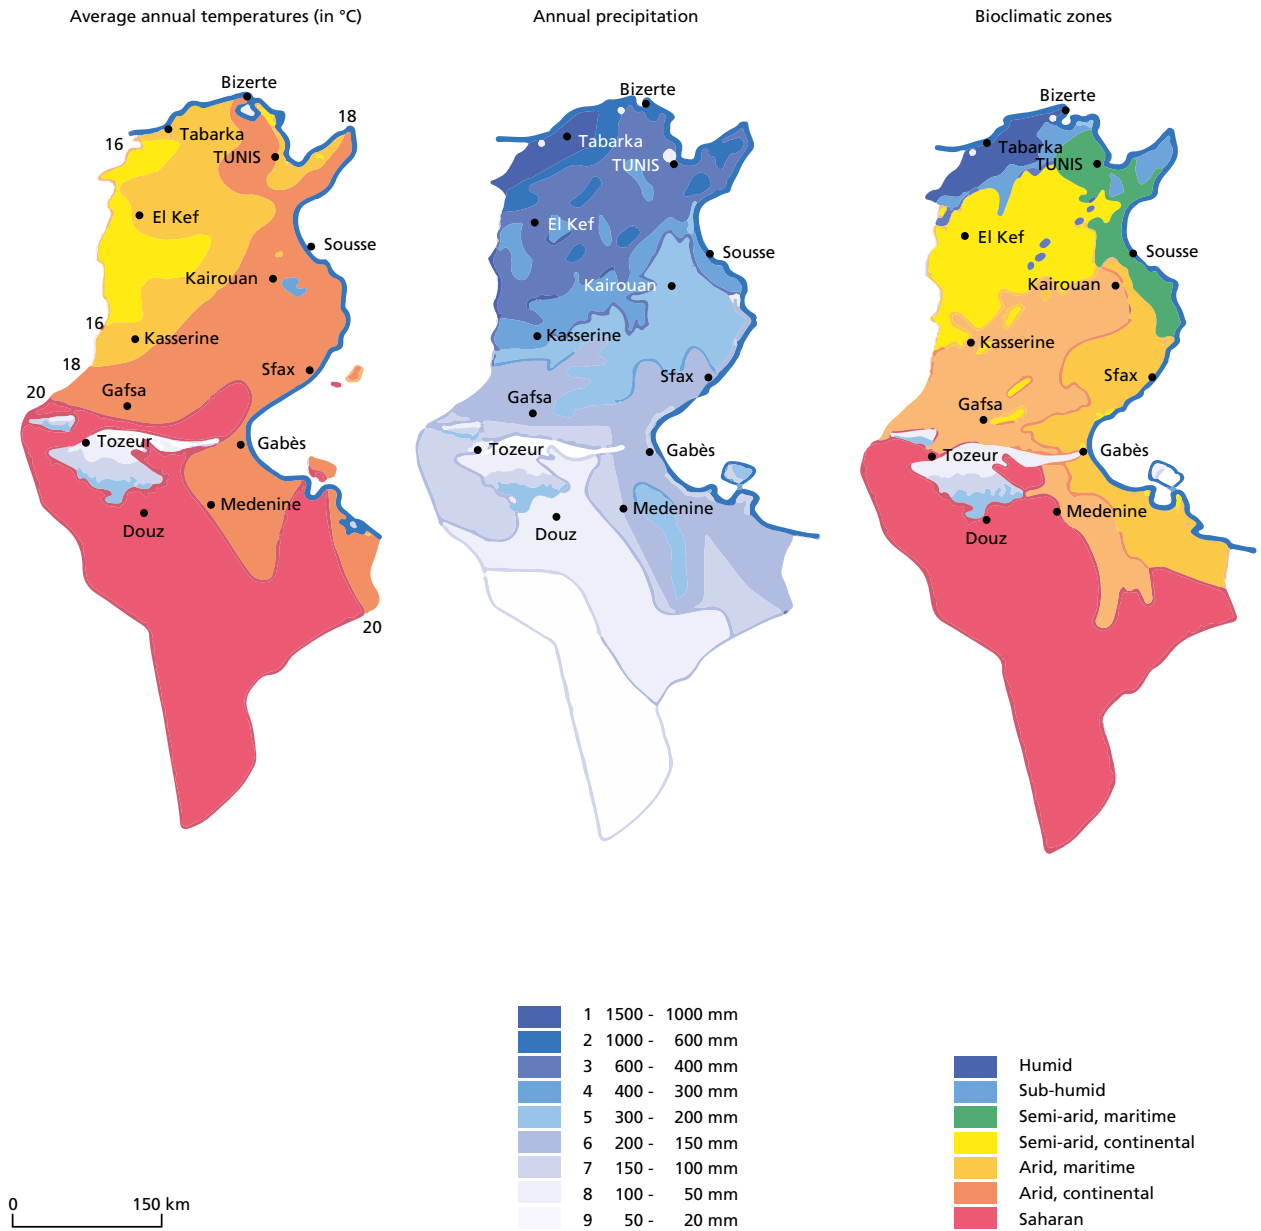 Average annual temperatures (in °C)
Annual precipitation
Bioclimatic zones
Bizerte
18
Tabarka
16
TUNIS
El Kef
Sousse
Kairouan
16
Kasserine
18
Sfax
20
Gafsa
Tozeur
Gabès
Medenine
Douz
20
Bizerte
Tabarka
TUNIS
El Kef
Sousse
Kairouan
Kasserine
Sfax
Gafsa
Tozeur
Gabès
Medenine
Douz
Bizerte
Tabarka
TUNIS
El Kef
Sousse
Kairouan
Kasserine
Sfax
Gafsa
Tozeur
Gabès
Medenine
Douz
0 150 km
1 1500 - 1000 mm
2 1000 - 600 mm
3 600 - 400 mm
4 400 - 300 mm
5 300 - 200 mm
6 200 - 150 mm
7 150 - 100 mm
8 100 - 50 mm
9 50 - 20 mm
Humid
Sub-humid
Semi-arid, maritime
Semi-arid, continental
Arid, maritime
Arid, continental
Saharan